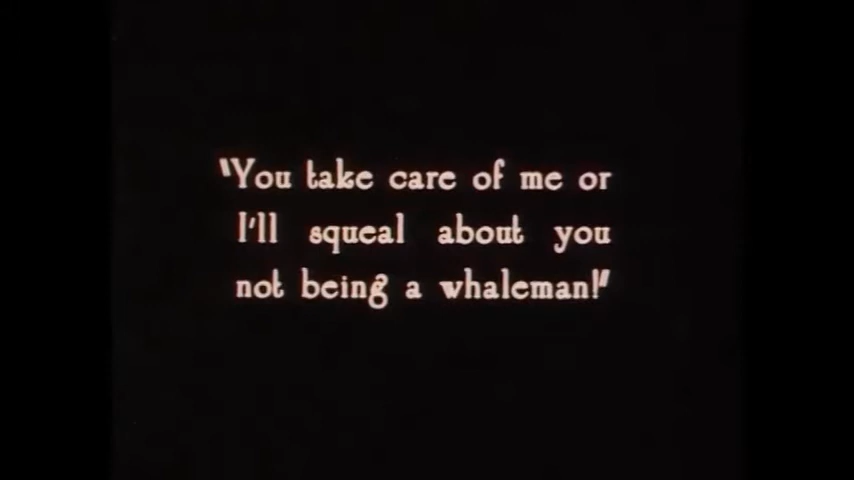 "You take care of me or
I'll squeal about you
not being a whaleman!"